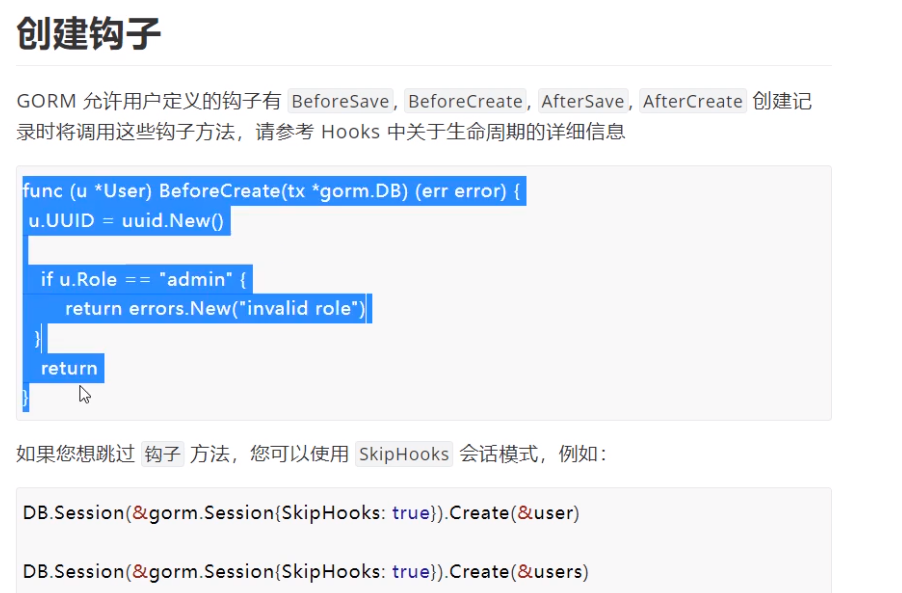 创建钩子
GORM 允许用户定义的钩子有 BeforeSave, BeforeCreate, AfterSave, AfterCreate 创建记
录时将调用这些钩子方法，请参考 Hooks 中关于生命周期的详细信息
func (u *User) BeforeCreate(tx *gorm.DB) (err error) {
u.UUID = uuid.New()
if u.Role == "admin" {
return errors.New("invalid role")
}
return
}
如果您想跳过 钩子 方法，您可以使用 SkipHooks 会话模式，例如：
DB.Session(&gorm.Session{SkipHooks: true}).Create(&user)
DB.Session(&gorm.Session{SkipHooks: true}).Create(&users)